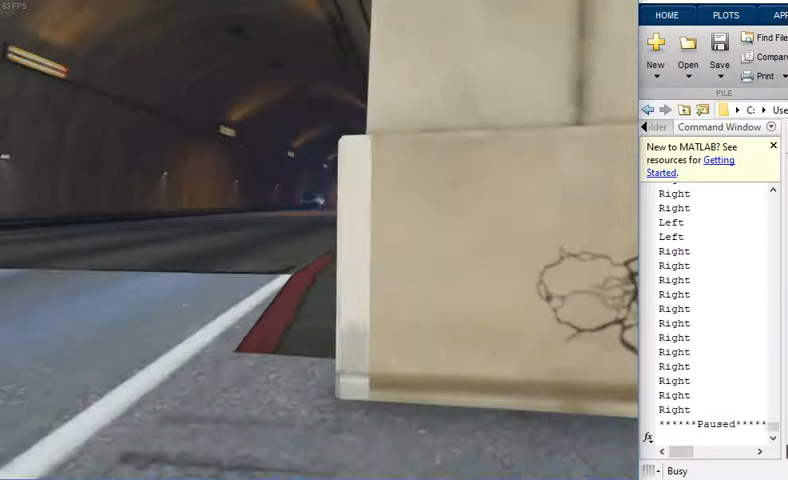 83 FPS
HOME PLOTS APP
New Open Save
Find File
Compare
Print
FILE
C: Use
older Command Window
New to MATLAB? See
resources for Getting
Started.
Right
Right
Left
Left
Right
Right
Right
Right
Right
Right
Right
Right
Right
Right
Right
Right
******Paused*****
fx
Busy